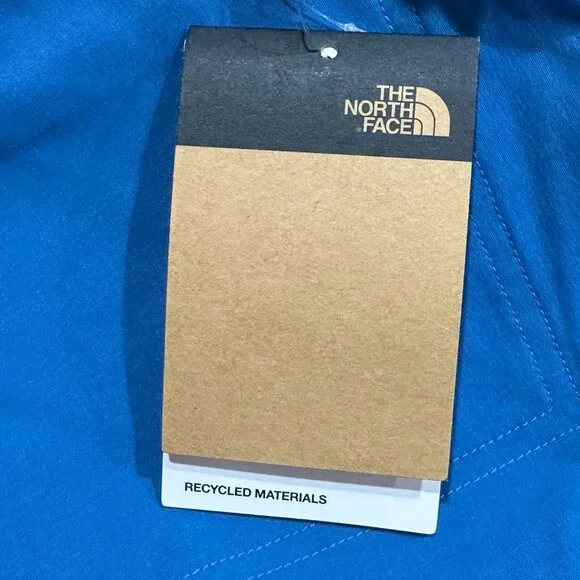 THE
NORTH
FACE
RECYCLED MATERIALS